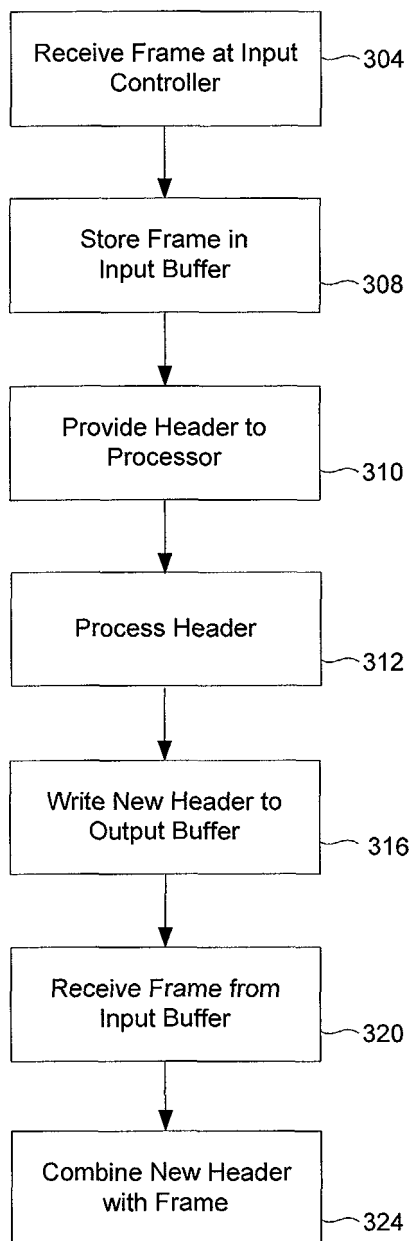 Receive Frame at Input
Controller
304
Store Frame in
Input Buffer
308
Provide Header to
Processor
310
Process Header
312
Write New Header to
Output Buffer
316
Receive Frame from
Input Buffer
320
Combine New Header
with Frame
324